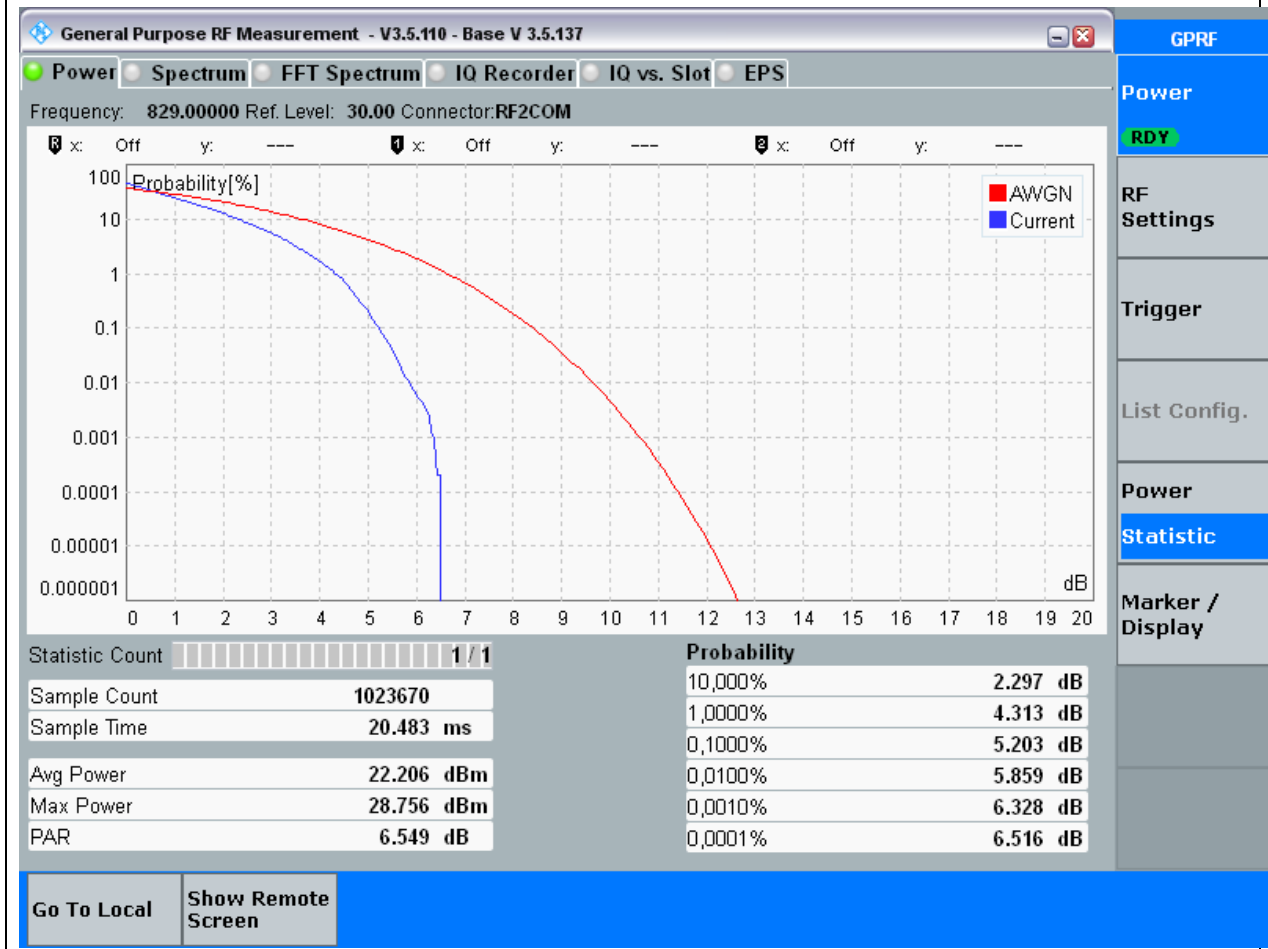 General Purpose RF Measurement - V3.5.110 - Base V 3.5.137
GPRF
Power Spectrum FFT Spectrum IQ Recorder IQ vs. Slot EPS
Frequency: 829.00000 Ref. Level: 30.00 Connector:RF2COM
R x: Off y: --- 1 x: Off y: --- 2 x: Off y: ---
Probability[%]
AWGN
Current
100
10
1
0.1
0.01
0.001
0.0001
0.00001
0.000001
dB
0 1 2 3 4 5 6 7 8 9 10 11 12 13 14 15 16 17 18 19 20
Statistic Count 1 / 1
Sample Count 1023670
Sample Time 20.483 ms
Avg Power 22.206 dBm
Max Power 28.756 dBm
PAR 6.549 dB
Probability
10,000% 2.297 dB
1,0000% 4.313 dB
0,1000% 5.203 dB
0,0100% 5.859 dB
0,0010% 6.328 dB
0,0001% 6.516 dB
Power
RDY
RF
Settings
Trigger
List Config.
Power
Statistic
Marker /
Display
Go To Local
Show Remote
Screen